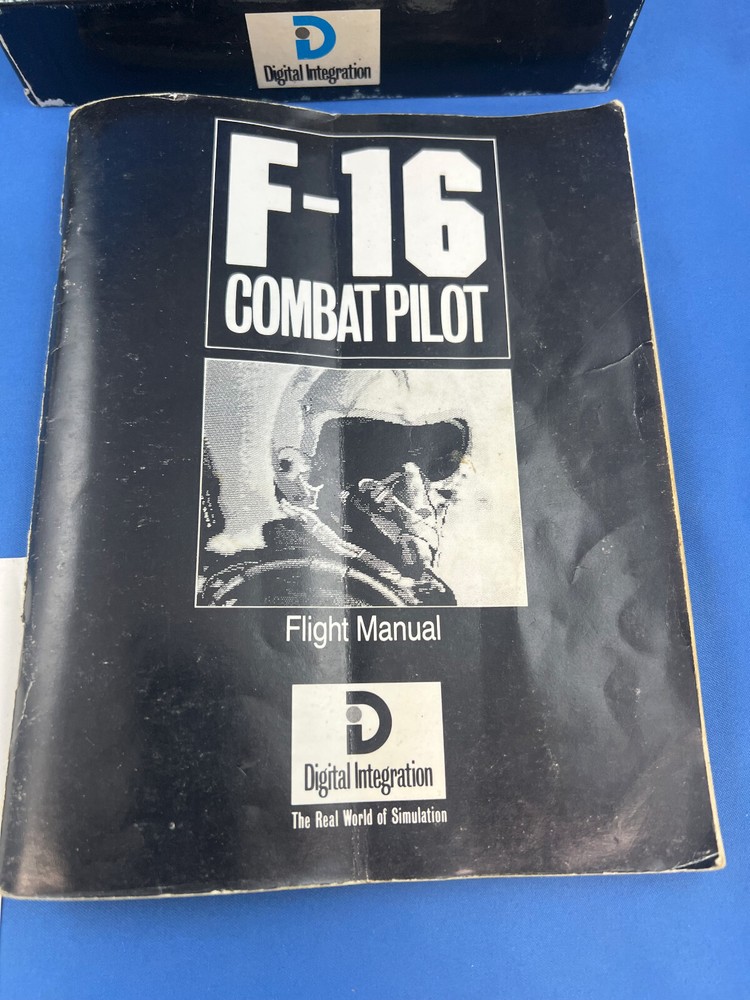 Digital Integration
F-16
COMBAT PILOT
Flight Manual
Digital Integration
The Real World of Simulation